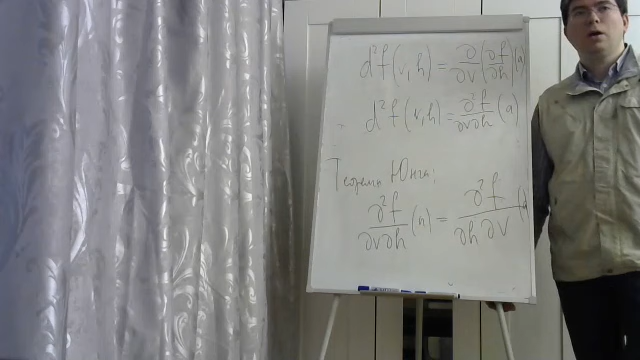 d²f(v,h) = ∂/∂v (∂f/∂h)(a)
d²f(v,h) = ∂²f/∂v∂h (a)
Теорема Юнга:
∂²f/∂v∂h (a) = ∂²f/∂h∂v (a